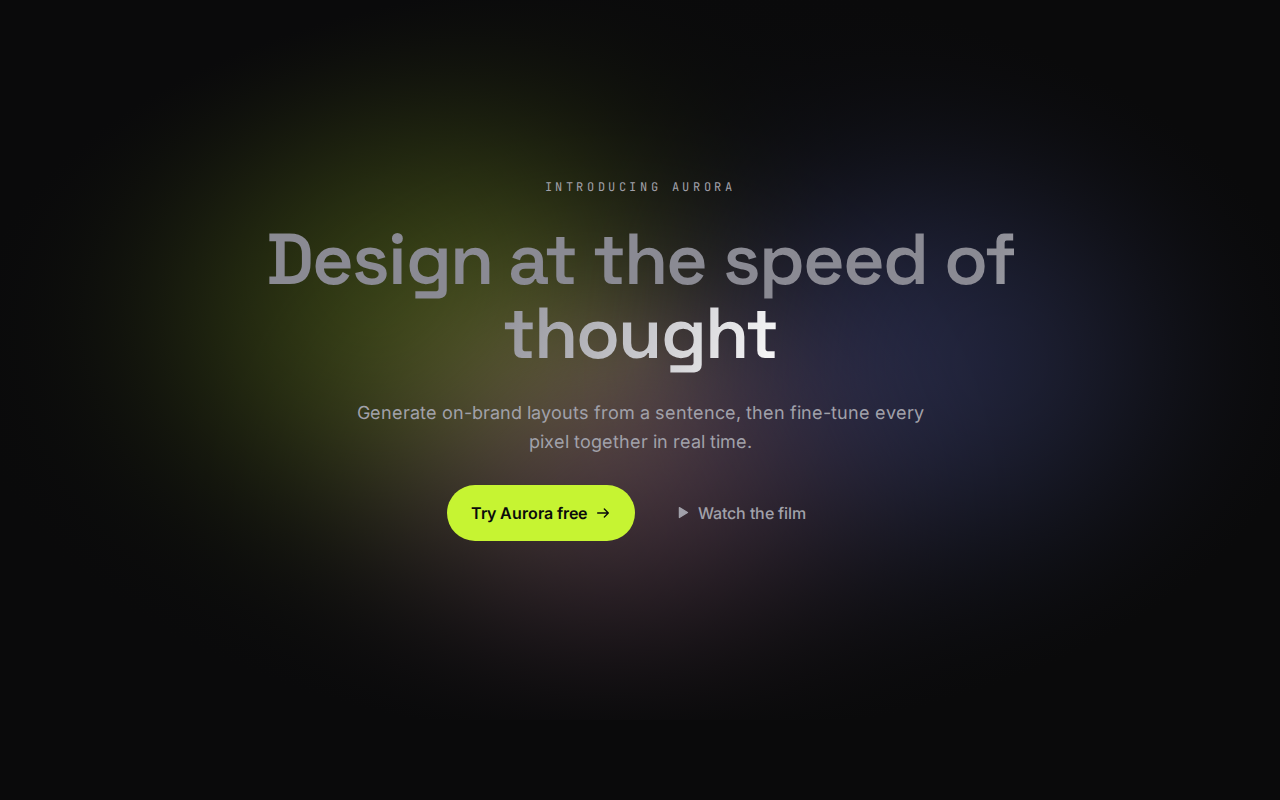 INTRODUCING AURORA
Design at the speed of
thought
Generate on-brand layouts from a sentence, then fine-tune every
pixel together in real time.
Try Aurora free →
Watch the film